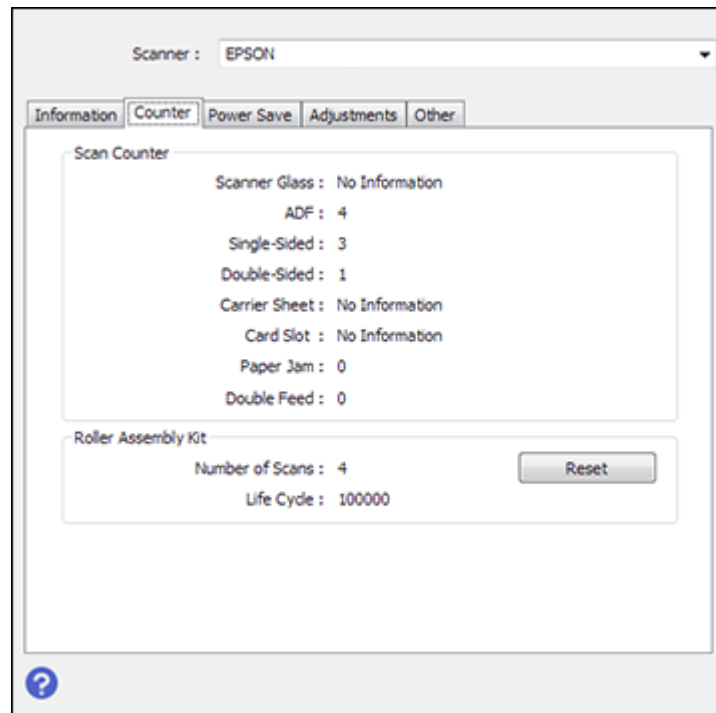 Scanner : EPSON
Information Counter Power Save Adjustments Other
Scan Counter
Scanner Glass : No Information
ADF : 4
Single-Sided : 3
Double-Sided : 1
Carrier Sheet : No Information
Card Slot : No Information
Paper Jam : 0
Double Feed : 0
Roller Assembly Kit
Number of Scans : 4 Reset
Life Cycle : 100000
?